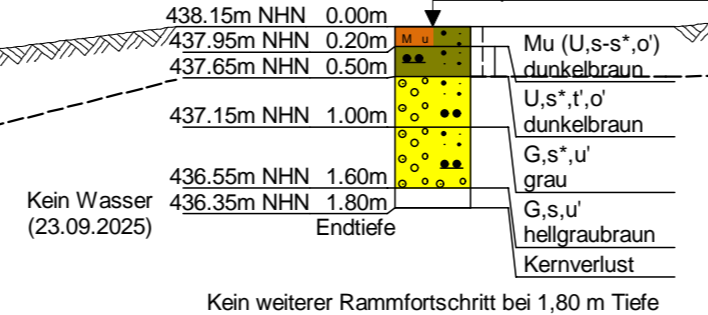 438.15m NHN 0.00m
437.95m NHN 0.20m
437.65m NHN 0.50m
437.15m NHN 1.00m
436.55m NHN 1.60m
436.35m NHN 1.80m
Endtiefe
Kein Wasser
(23.09.2025)
Mu
Mu (U,s-s*,o')
dunkelbraun
U,s*,t',o'
dunkelbraun
G,s*,u'
grau
G,s,u'
hellgraubraun
Kernverlust
Kein weiterer Rammfortschritt bei 1,80 m Tiefe